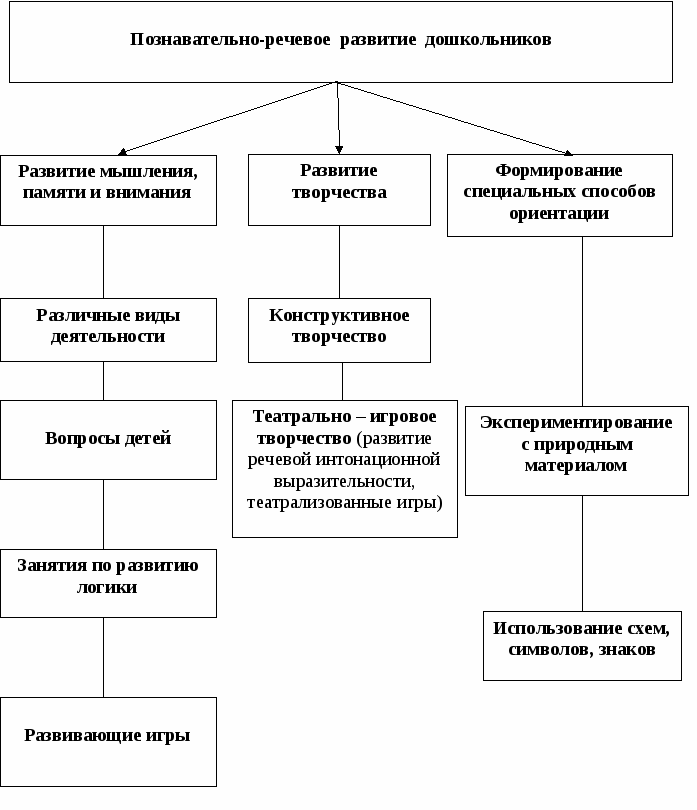 Познавательно-речевое развитие дошкольников
Развитие мышления,
памяти и внимания
Развитие
творчества
Формирование
специальных способов
ориентации
Различные виды
деятельности
Конструктивное
творчество
Вопросы детей
Театрально – игровое
творчество (развитие
речевой интонационной
выразительности,
театрализованные игры)
Экспериментирование
с природным
материалом
Занятия по развитию
логики
Использование схем,
символов, знаков
Развивающие игры